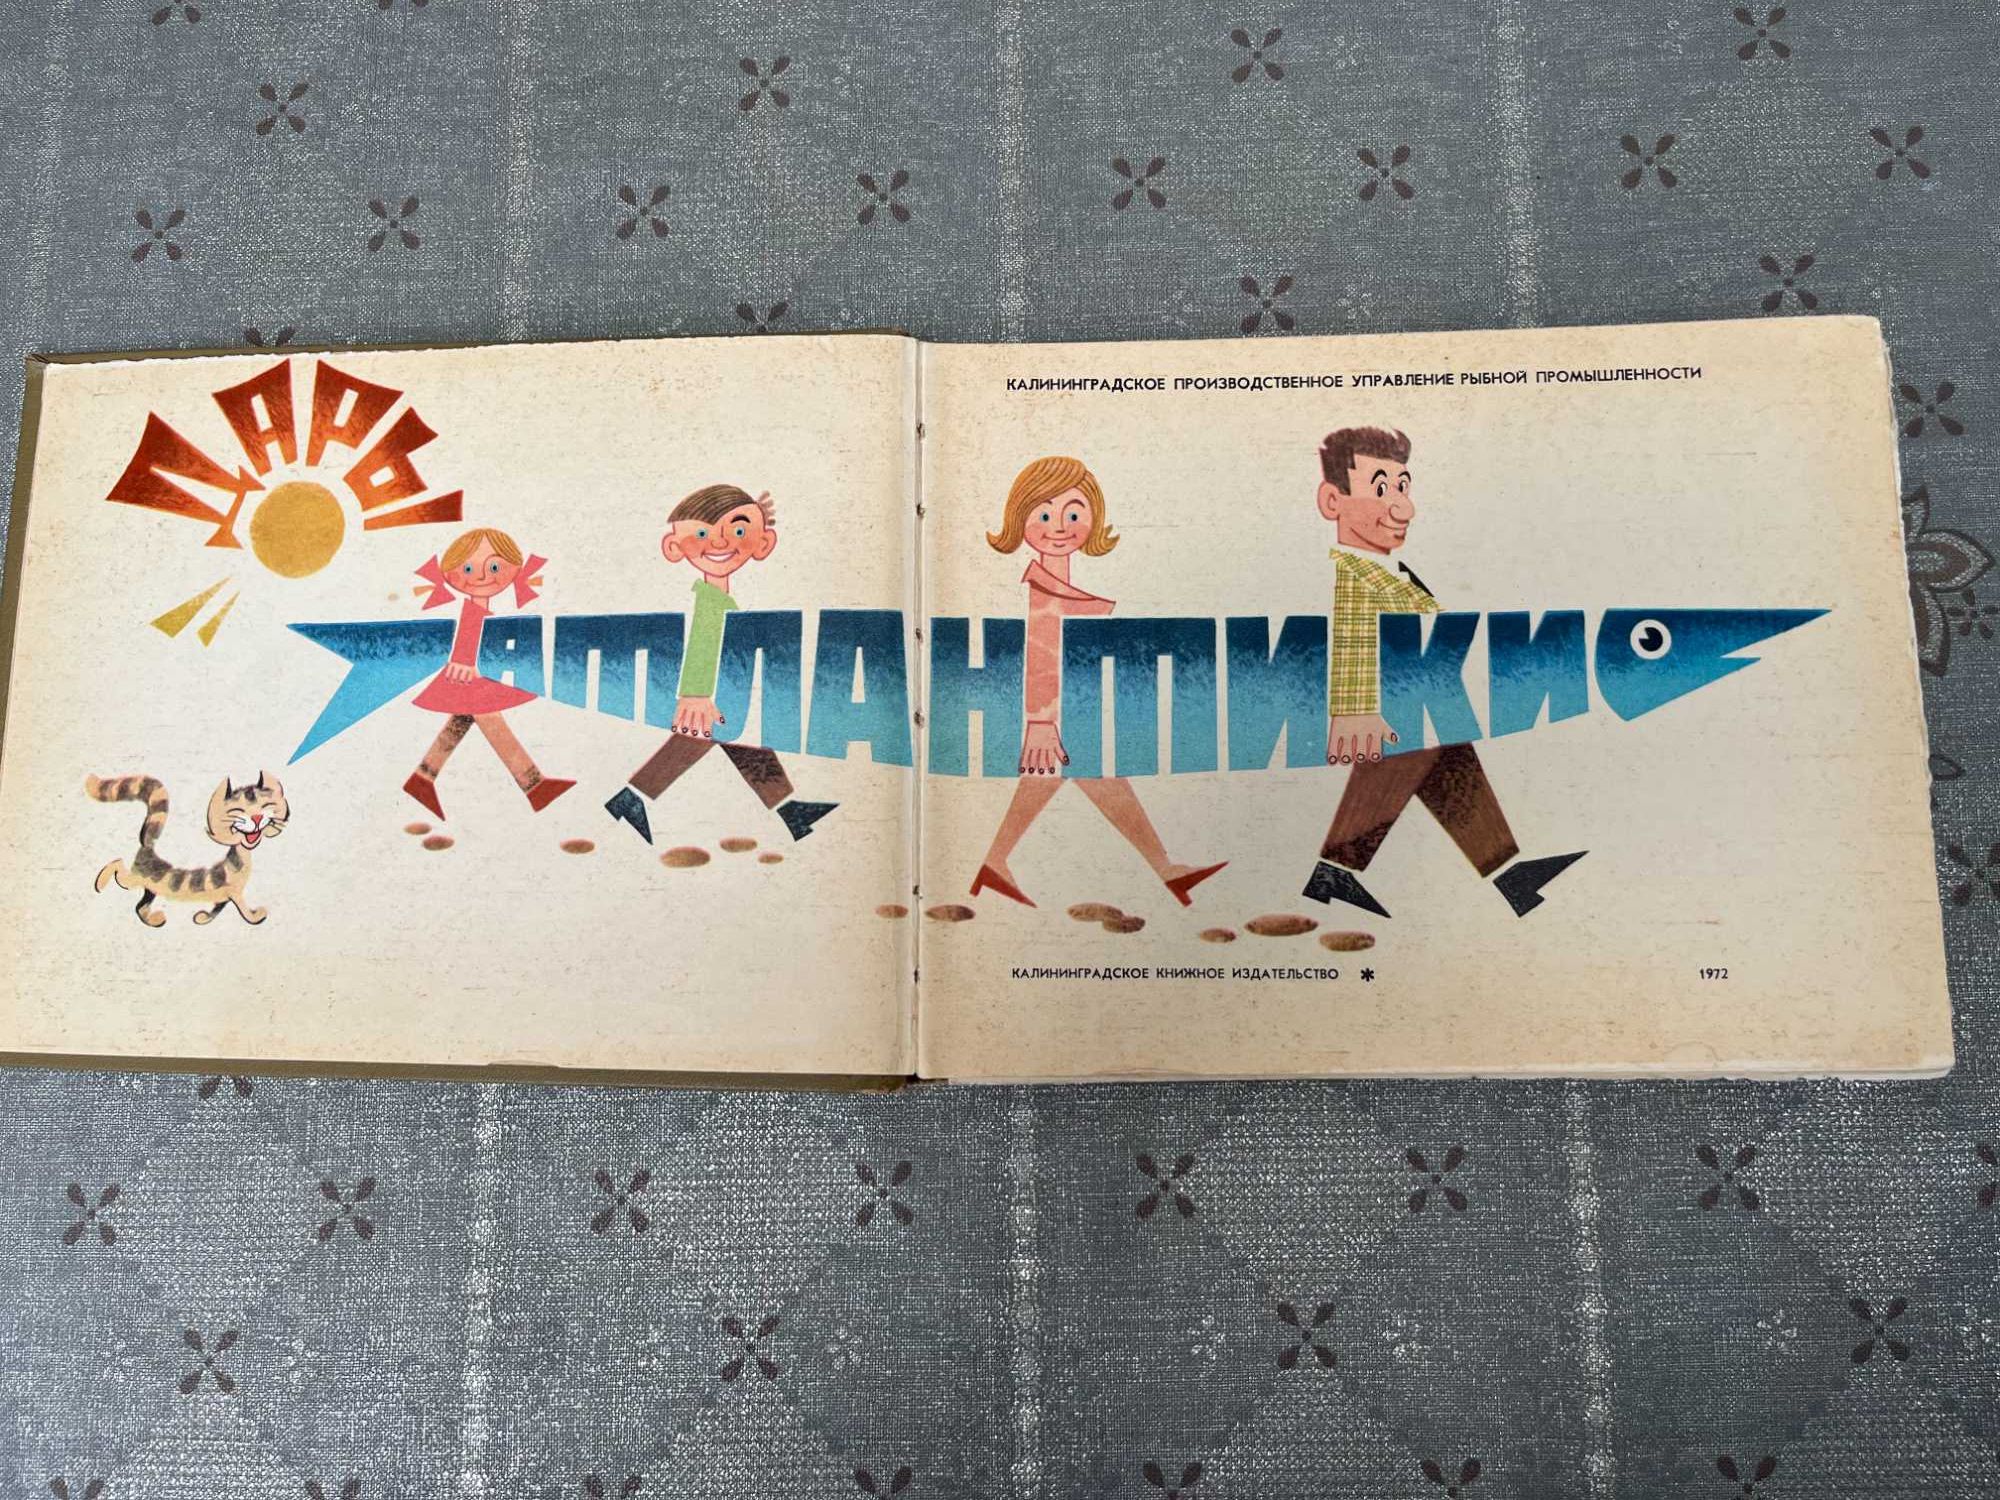 ДАРЫ
АТЛАНТИКИ
КАЛИНИНГРАДСКОЕ ПРОИЗВОДСТВЕННОЕ УПРАВЛЕНИЕ РЫБНОЙ ПРОМЫШЛЕННОСТИ
КАЛИНИНГРАДСКОЕ КНИЖНОЕ ИЗДАТЕЛЬСТВО * 1972